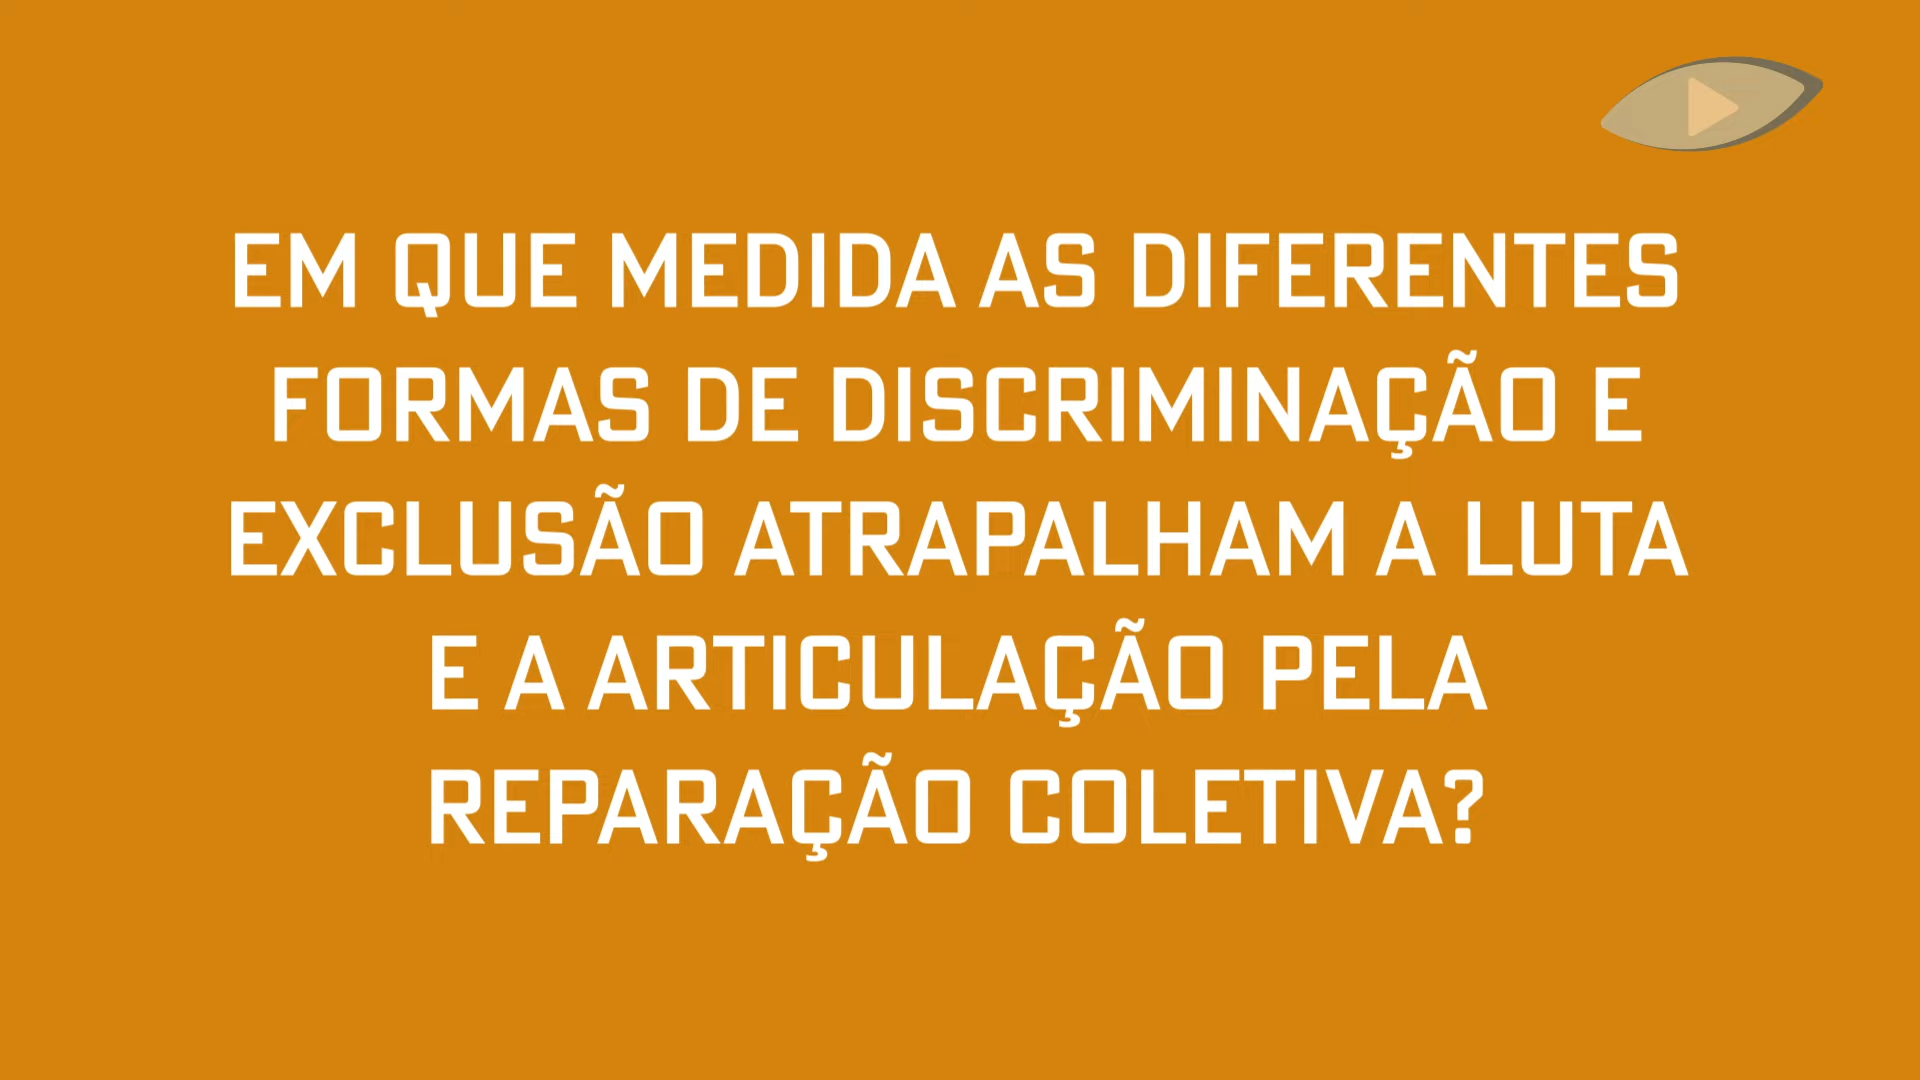 EM QUE MEDIDA AS DIFERENTES
FORMAS DE DISCRIMINAÇÃO E
EXCLUSÃO ATRAPALHAM A LUTA
E A ARTICULAÇÃO PELA
REPARAÇÃO COLETIVA?